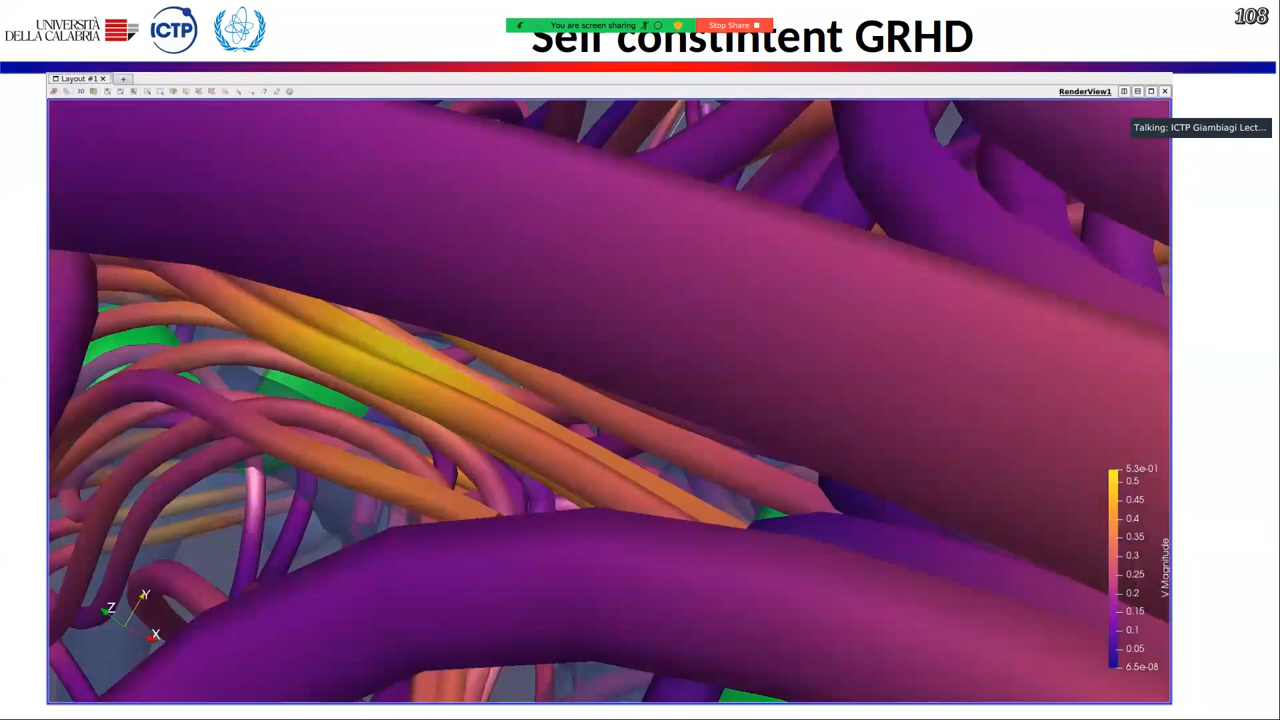 UNIVERSITÀ
DELLA CALABRIA
ICTP
You are screen sharing
Stop Share
Self constintent GRHD
108
Layout #1
3D
RenderView1
Talking: ICTP Giambiagi Lect...
5.3e-01
0.5
0.45
0.4
0.35
0.3
0.25
0.2
0.15
0.1
0.05
6.5e-08
V Magnitude
Y
Z
X